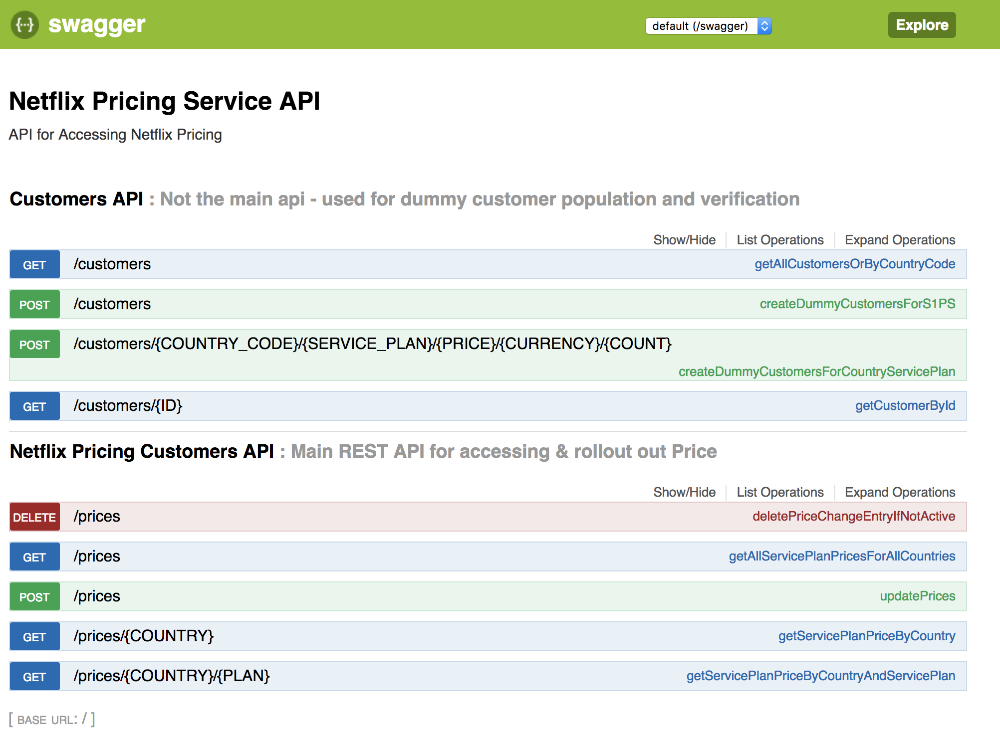 {···} swagger default (/swagger) Explore
Netflix Pricing Service API
API for Accessing Netflix Pricing
Customers API : Not the main api - used for dummy customer population and verification
Show/Hide List Operations Expand Operations
GET /customers getAllCustomersOrByCountryCode
POST /customers createDummyCustomersForS1PS
POST /customers/{COUNTRY_CODE}/{SERVICE_PLAN}/{PRICE}/{CURRENCY}/{COUNT}
createDummyCustomersForCountryServicePlan
GET /customers/{ID} getCustomerById
Netflix Pricing Customers API : Main REST API for accessing & rollout out Price
Show/Hide List Operations Expand Operations
DELETE /prices deletePriceChangeEntryIfNotActive
GET /prices getAllServicePlanPricesForAllCountries
POST /prices updatePrices
GET /prices/{COUNTRY} getServicePlanPriceByCountry
GET /prices/{COUNTRY}/{PLAN} getServicePlanPriceByCountryAndServicePlan
[ BASE URL: / ]